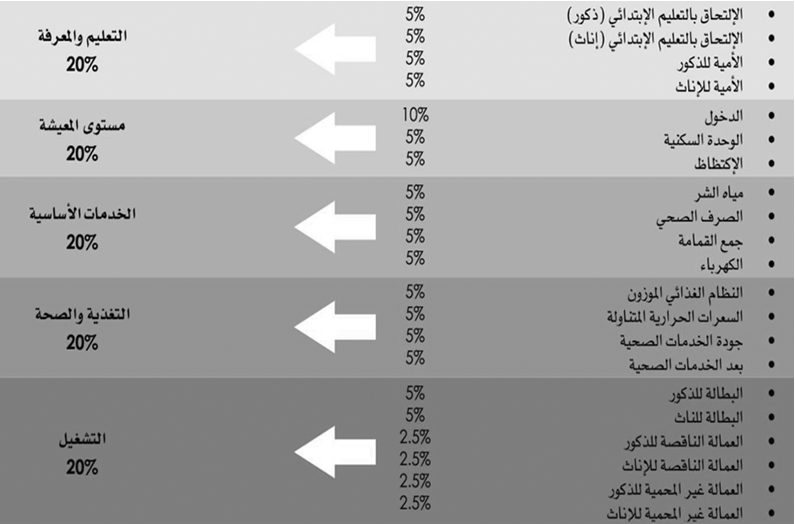 الإلتحاق بالتعليم الإبتدائي (ذكور) 5%
الإلتحاق بالتعليم الإبتدائي (إناث) 5%
الأمية للذكور 5%
الأمية للإناث 5%
التعليم والمعرفة
20%
الدخول 10%
الوحدة السكنية 5%
الإكتظاظ 5%
مستوى المعيشة
20%
مياه الشر 5%
الصرف الصحي 5%
جمع القمامة 5%
الكهرباء 5%
الخدمات الأساسية
20%
النظام الغذائي الموزون 5%
السعرات الحرارية المتناولة 5%
جودة الخدمات الصحية 5%
بعد الخدمات الصحية 5%
التغذية والصحة
20%
البطالة للذكور 5%
البطالة للناث 5%
العمالة الناقصة للذكور 2.5%
العمالة الناقصة للإناث 2.5%
العمالة غير المحمية للذكور 2.5%
العمالة غير المحمية للإناث 2.5%
التشغيل
20%